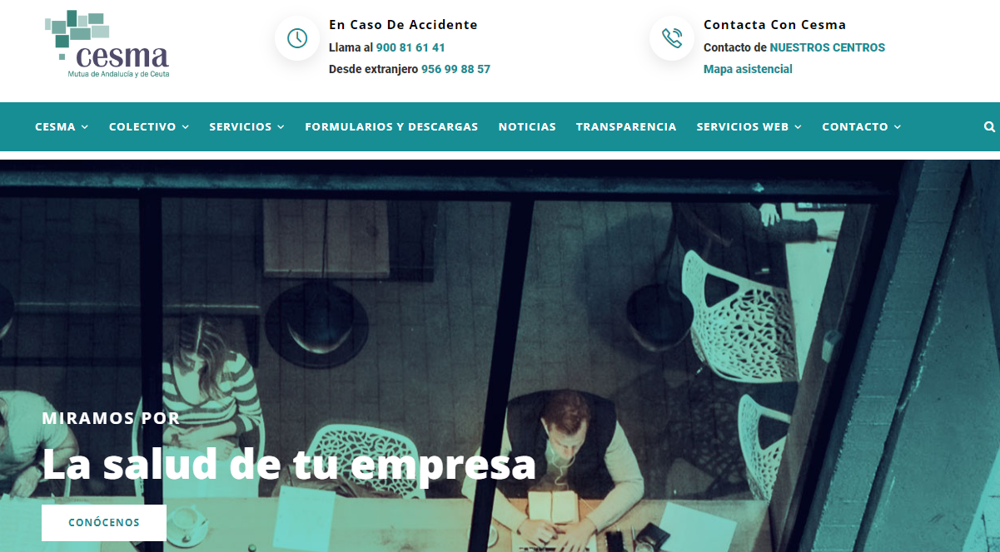 cesma
Mutua de Andalucía y de Ceuta
En Caso De Accidente
Llama al 900 81 61 41
Desde extranjero 956 99 88 57
Contacta Con Cesma
Contacto de NUESTROS CENTROS
Mapa asistencial
CESMA COLECTIVO SERVICIOS FORMULARIOS Y DESCARGAS NOTICIAS TRANSPARENCIA SERVICIOS WEB CONTACTO
MIRAMOS POR
La salud de tu empresa
CONÓCENOS